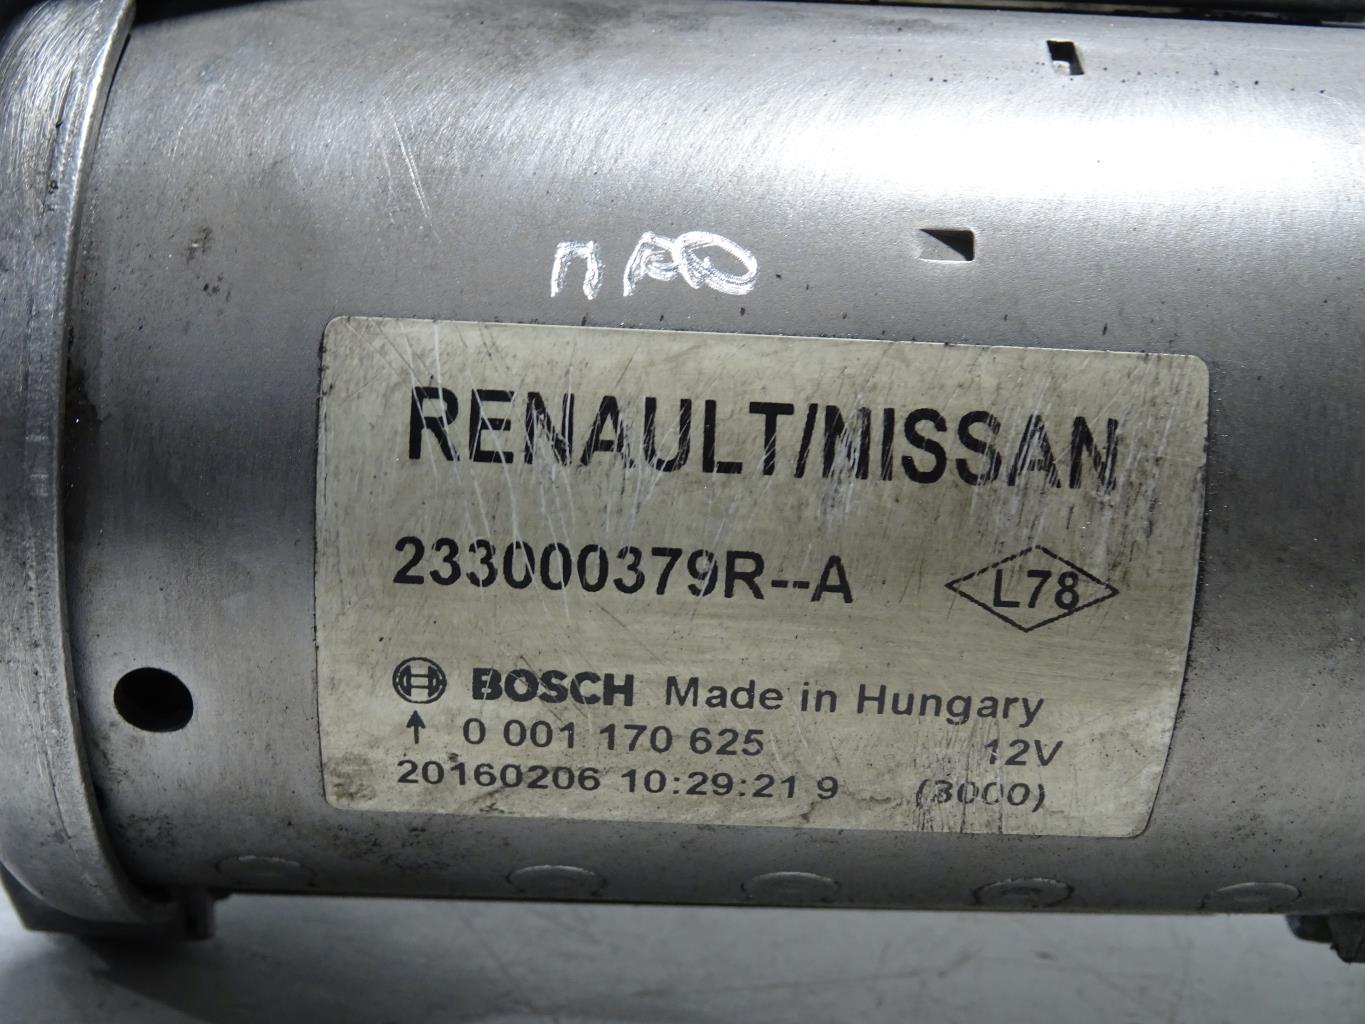 RENAULT/NISSAN
233000379R--A
L78
BOSCH Made in Hungary
0 001 170 625 12V
20160206 10:29:21 9 (3000)